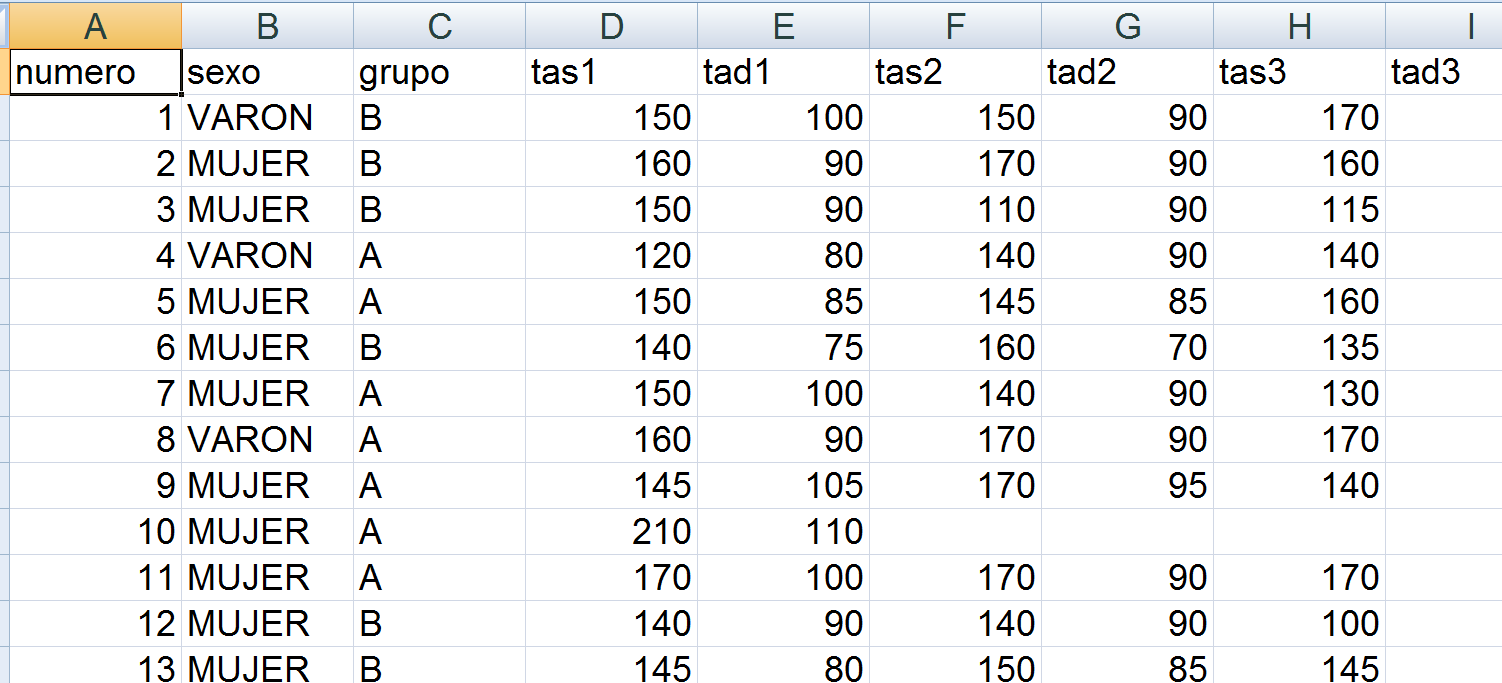 A B C D E F G H I
numero sexo grupo tas1 tad1 tas2 tad2 tas3 tad3
1 VARON B 150 100 150 90 170
2 MUJER B 160 90 170 90 160
3 MUJER B 150 90 110 90 115
4 VARON A 120 80 140 90 140
5 MUJER A 150 85 145 85 160
6 MUJER B 140 75 160 70 135
7 MUJER A 150 100 140 90 130
8 VARON A 160 90 170 90 170
9 MUJER A 145 105 170 95 140
10 MUJER A 210 110
11 MUJER A 170 100 170 90 170
12 MUJER B 140 90 140 90 100
13 MUJER B 145 80 150 85 145